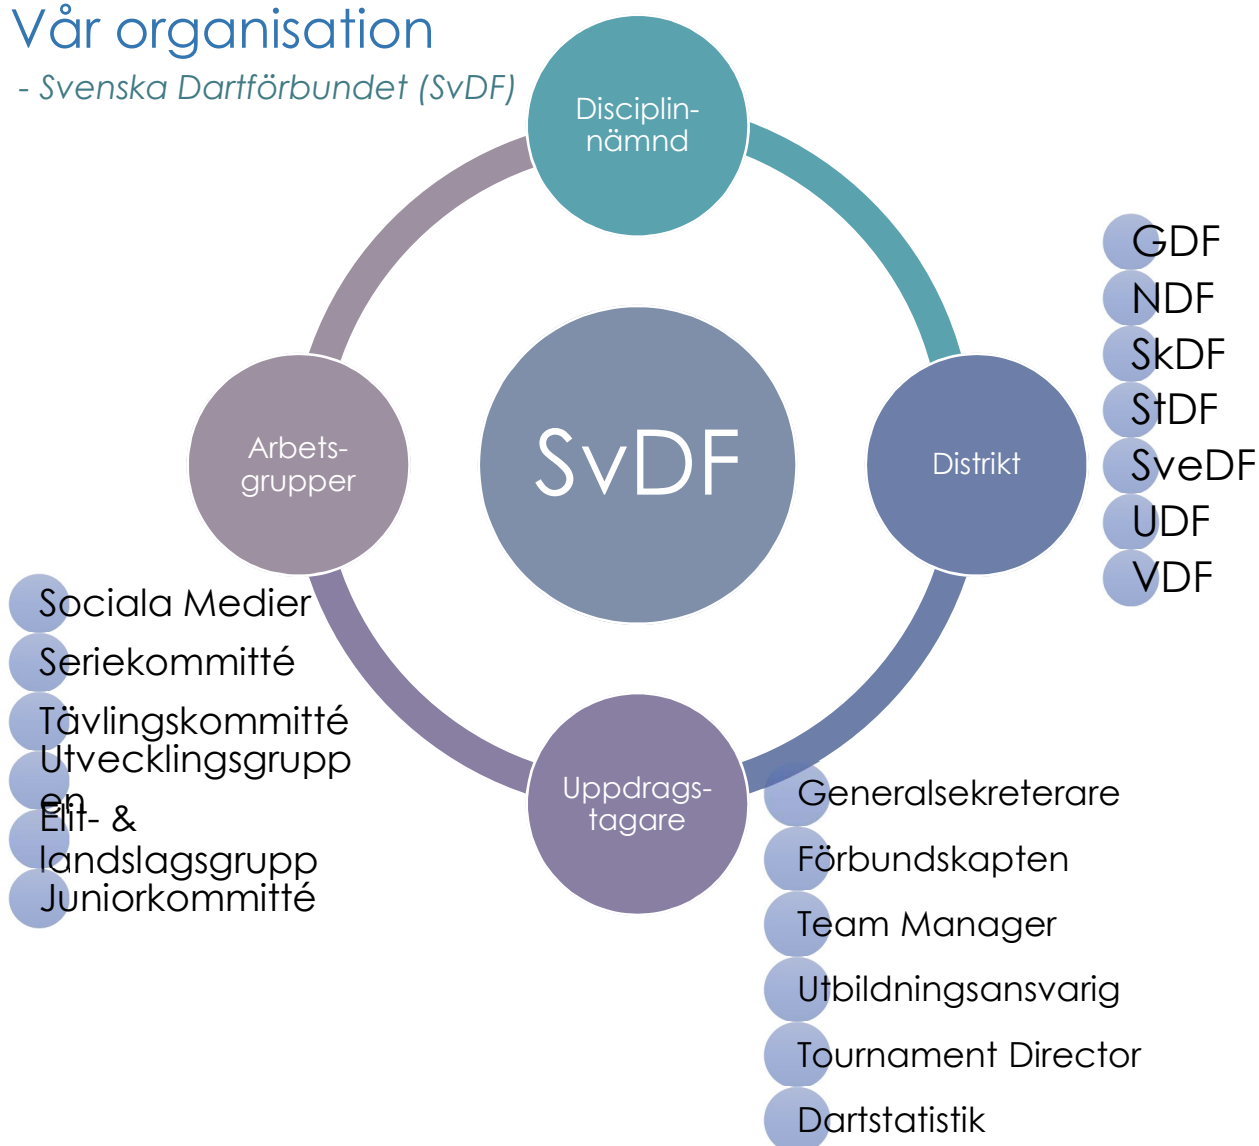 Vår organisation
- Svenska Dartförbundet (SvDF)
Disciplin-
nämnd
Distrikt
GDF
NDF
SkDF
StDF
SveDF
UDF
VDF
SvDF
Arbets-
grupper
Sociala Medier
Seriekommitté
Tävlingskommitté
Utvecklingsgrupp
en
Elit- &
landslagsgrupp
Juniorkommitté
Uppdrags-
tagare
Generalsekreterare
Förbundskapten
Team Manager
Utbildningsansvarig
Tournament Director
Dartstatistik